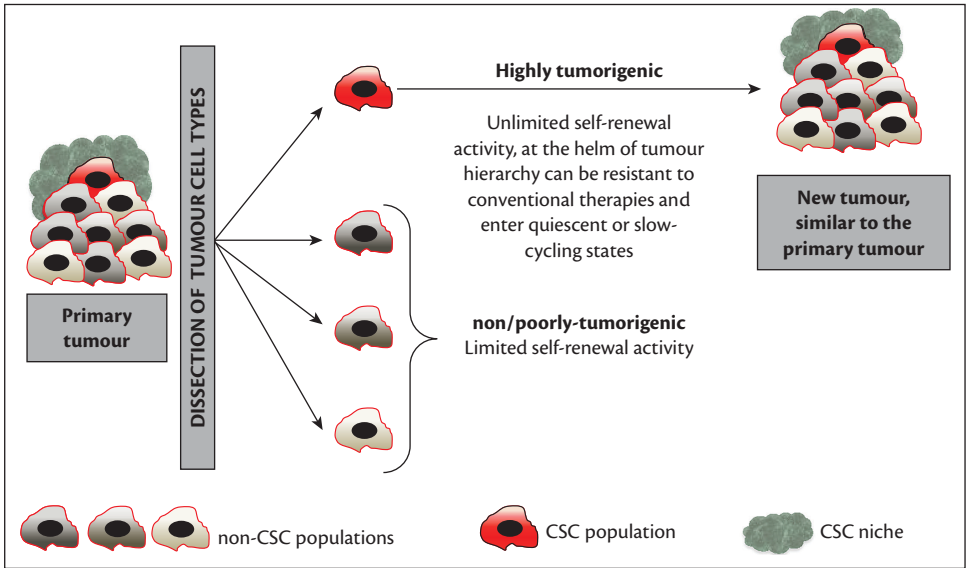 Primary
tumour
DISSECTION OF TUMOUR CELL TYPES
Highly tumorigenic
Unlimited self-renewal
activity, at the helm of tumour
hierarchy can be resistant to
conventional therapies and
enter quiescent or slow-
cycling states
New tumour,
similar to the
primary tumour
non/poorly-tumorigenic
Limited self-renewal activity
non-CSC populations
CSC population
CSC niche